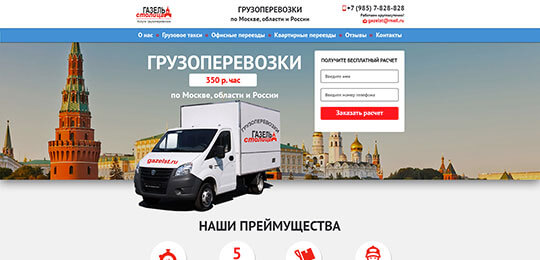 ГАЗЕЛЬ
СТОЛИЦА
ГРУЗОПЕРЕВОЗКИ
по Москве, области и России
+7 (985) 7-828-828
Работаем круглосуточно!
gazelst@mail.ru
О нас
Грузовое такси
Офисные переезды
Квартирные переезды
Отзывы
Контакты
ГРУЗОПЕРЕВОЗКИ
350 р. час
по Москве, области и России
ПОЛУЧИТЕ БЕСПЛАТНЫЙ РАСЧЕТ
Введите имя
Введите номер телефона
Заказать расчет
ГРУЗОПЕРЕВОЗКИ
ГАЗЕЛЬ
СТОЛИЦА
gazelst.ru
НАШИ ПРЕИМУЩЕСТВА
5